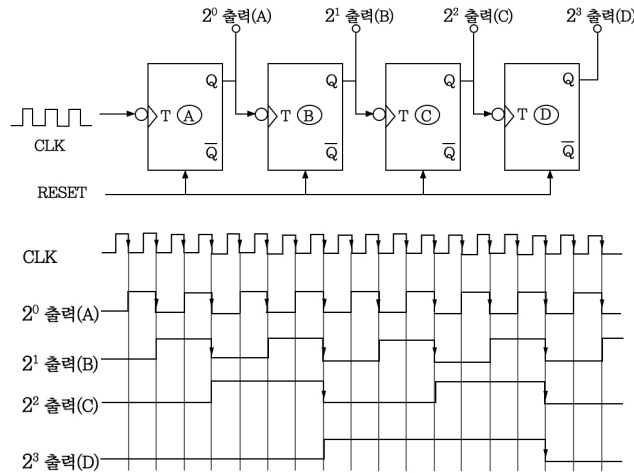 2⁰ 출력(A) 2¹ 출력(B) 2² 출력(C) 2³ 출력(D)
Q Q Q Q
T A T B T C T D
CLK
Q̅ Q̅ Q̅ Q̅
RESET
CLK
2⁰ 출력(A)
2¹ 출력(B)
2² 출력(C)
2³ 출력(D)